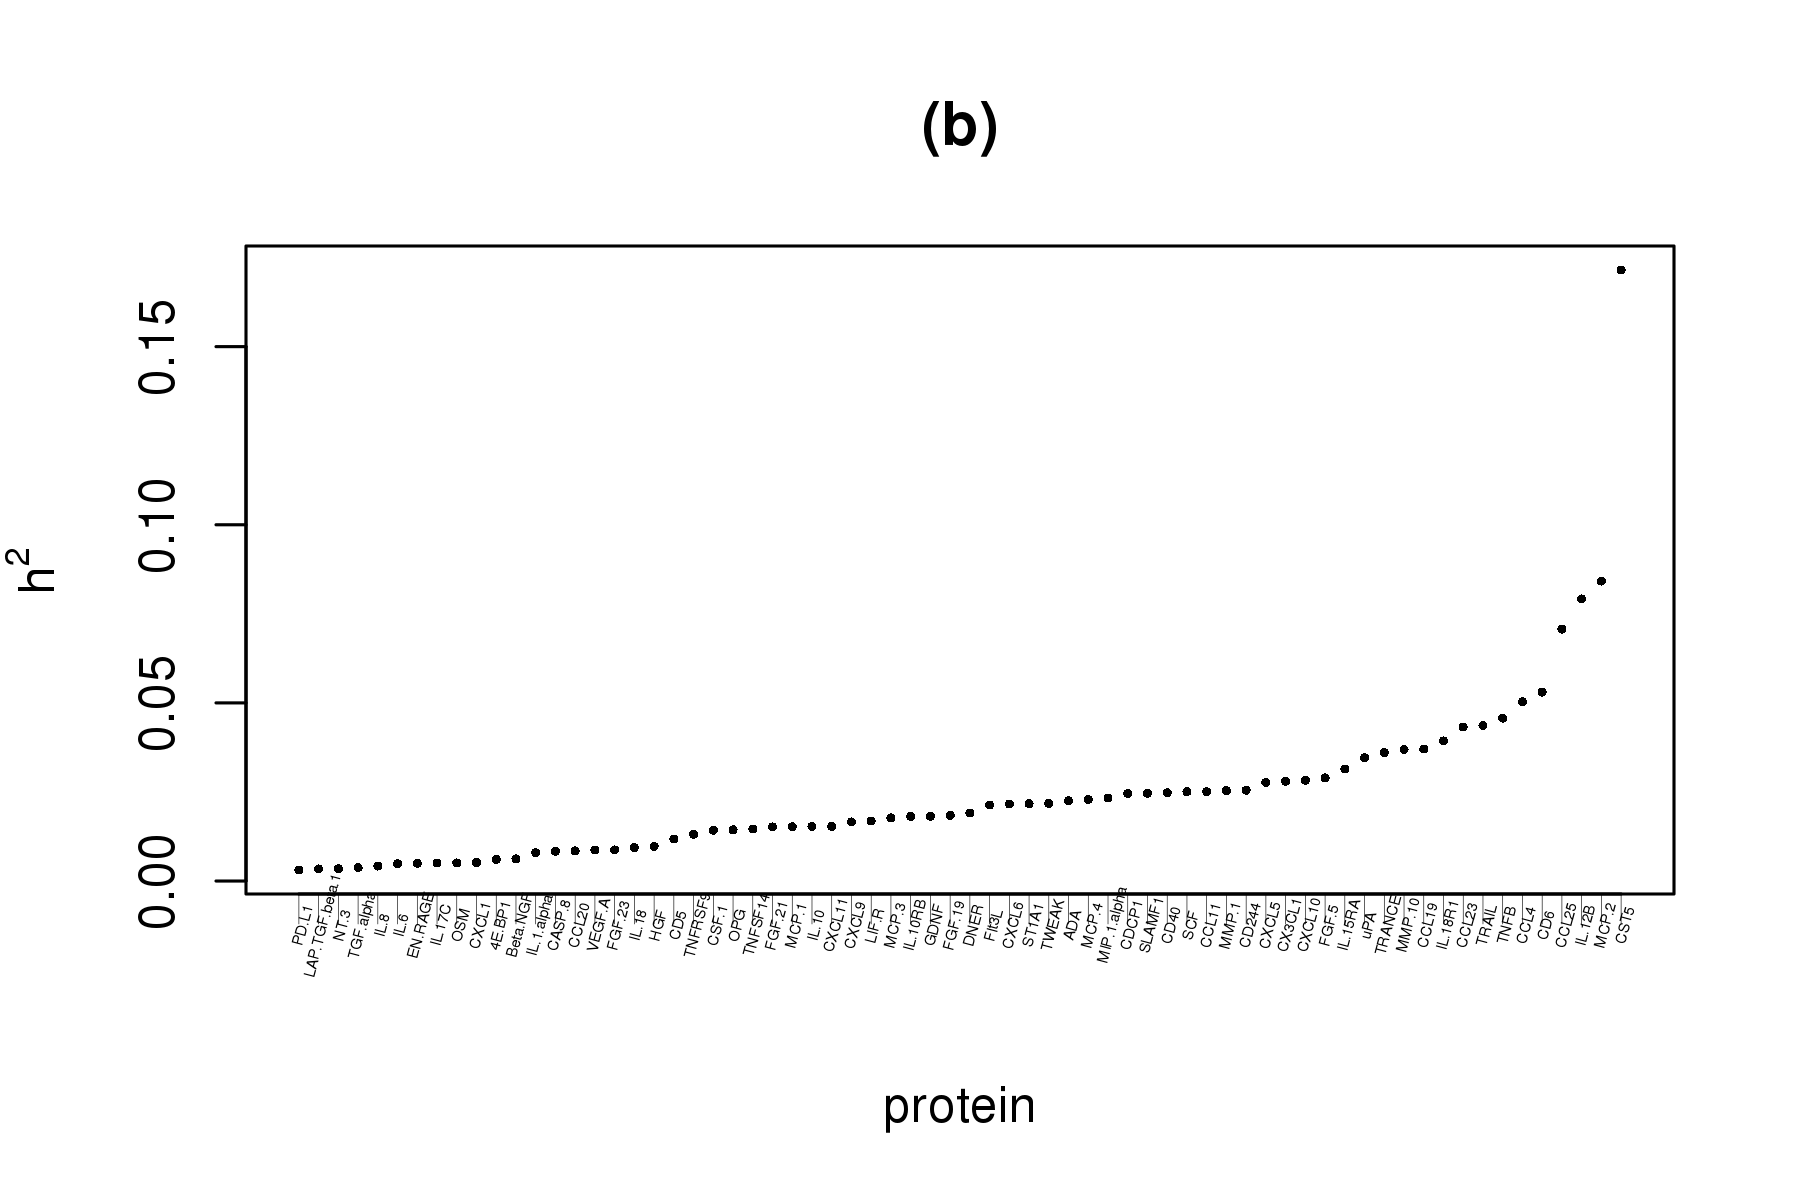 (b)
h²
0.15
0.10
0.05
0.00
PD.L1
LAP.TGF.beta.1
NT.3
TGF.alpha
IL.8
IL.6
EN.RAGE
IL.17C
OSM
CXCL1
4E.BP1
Beta.NGF
IL.1.alpha
CASP.8
CCL20
VEGF.A
FGF.23
IL.18
HGF
CD5
TNFRSF9
CSF.1
OPG
TNFSF14
FGF.21
MCP.1
IL.10
CXCL11
CXCL9
LIF.R
MCP.3
IL.10RB
GDNF
FGF.19
DNER
Flt3L
CXCL6
ST1A1
TWEAK
ADA
MCP.4
MIP.1.alpha
CDCP1
SLAMF1
CD40
SCF
CCL11
MMP.1
CD244
CXCL5
CX3CL1
CXCL10
FGF.5
IL.15RA
uPA
TRANCE
MMP.10
CCL19
IL.18R1
CCL23
TRAIL
TNFB
CCL4
CD6
CCL25
IL.12B
MCP.2
CST5
protein